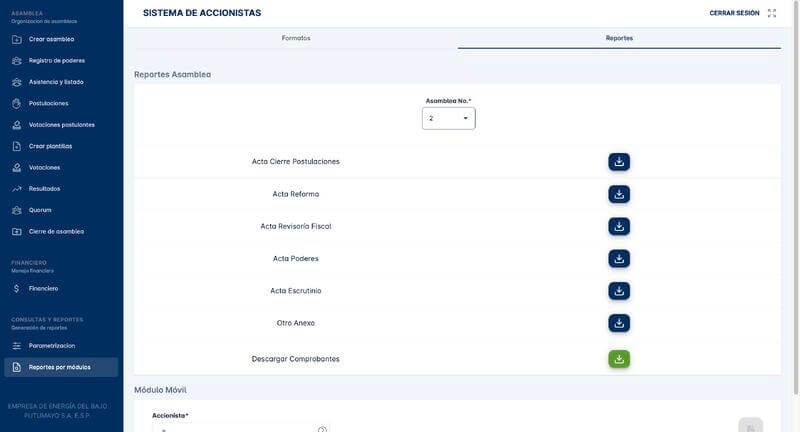 ASAMBLEA
Organizacion de asambleas
Crear asamblea
Registro de poderes
Asistencia y listado
Postulaciones
Votaciones postulantes
Crear plantillas
Votaciones
Resultados
Quorum
Cierre de asamblea
FINANCIERO
Manejo financiero
Financiero
CONSULTAS Y REPORTES
Generación de reportes
Parametrizacion
Reportes por módulos
EMPRESA DE ENERGÍA DEL BAJO
PUTUMAYO S.A. E.S.P.
SISTEMA DE ACCIONISTAS
CERRAR SESIÓN
Formatos
Reportes
Reportes Asamblea
Asamblea No.*
2
Acta Cierre Postulaciones
Acta Reforma
Acta Revisoría Fiscal
Acta Poderes
Acta Escrutinio
Otro Anexo
Descargar Comprobantes
Módulo Móvil
Accionista*